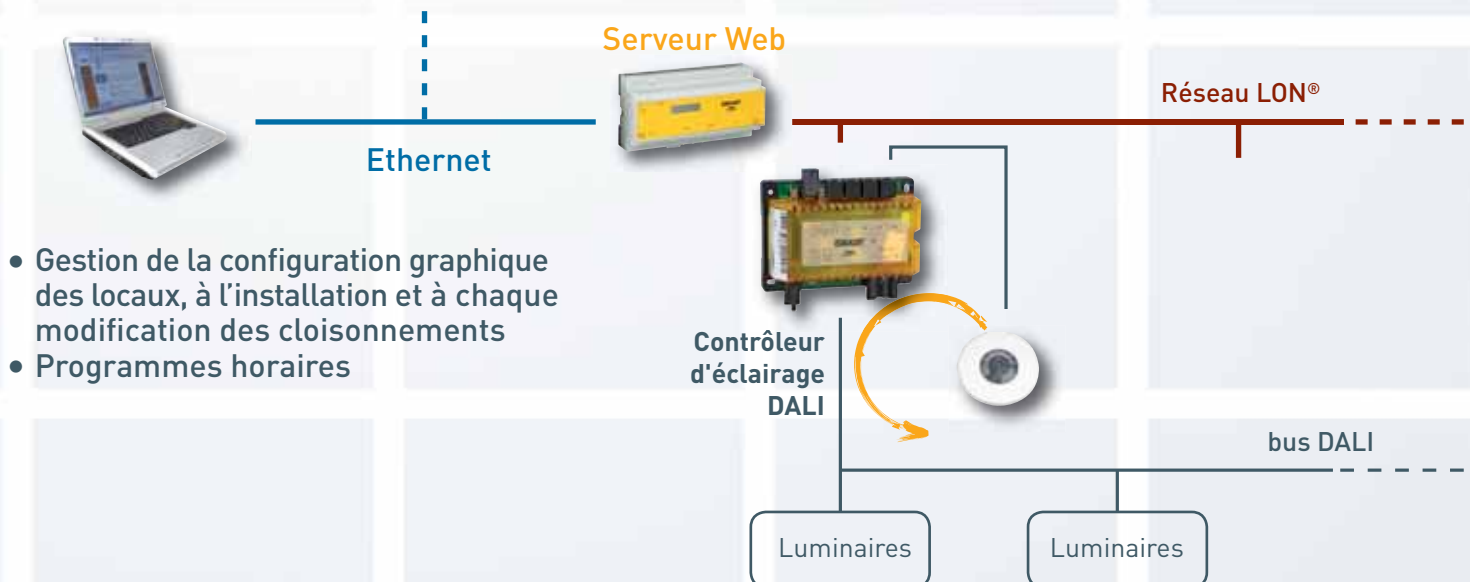 Serveur Web
Réseau LON®
Ethernet
• Gestion de la configuration graphique
des locaux, à l'installation et à chaque
modification des cloisonnements
• Programmes horaires
Contrôleur
d'éclairage
DALI
bus DALI
Luminaires
Luminaires